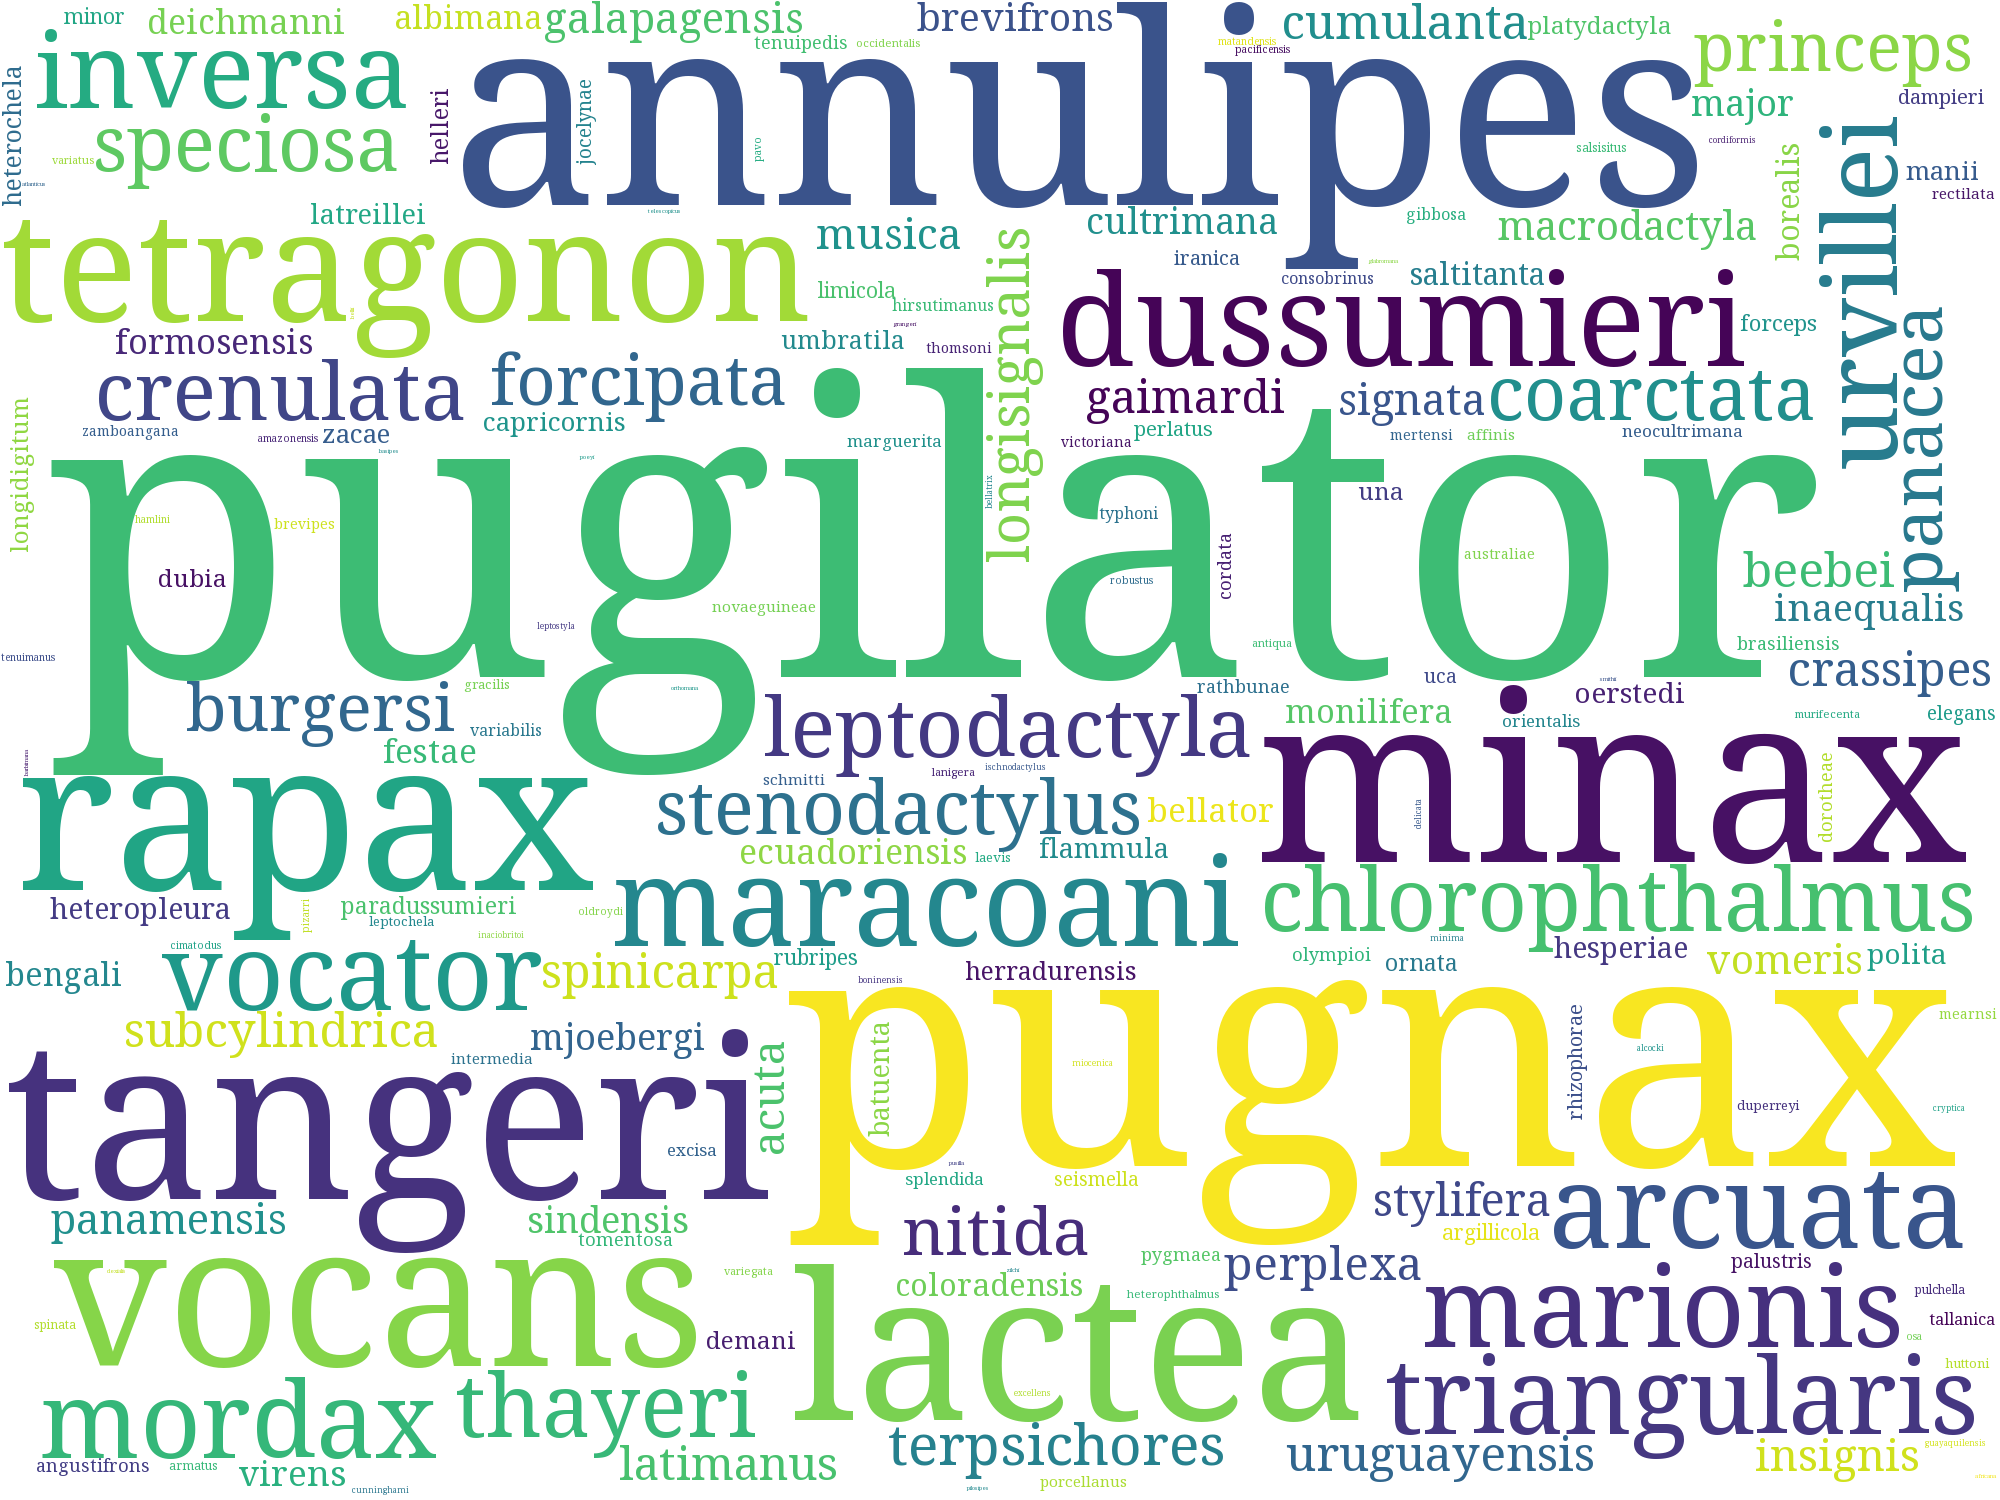 minor
deichmanni
albimana
galapagensis
brevifrons
cumulanta
platydactyla
princeps
inversa
tenuipedis
occidentalis
matandensis
pacificensis
annulipes
heterochela
helleri
jocelynae
pavo
major
dampieri
speciosa
variatus
atlanticus
salsisitus
cordiformis
borealis
urvillei
manii
rectilata
latreillei
telescopicus
tetragonon
musica
cultrimana
gibbosa
macrodactyla
longisignalis
iranica
consobrinus
saltitanta
limicola
hirsutimanus
dussumieri
panacea
formosensis
umbratila
grangeri
thomsoni
forceps
crenulata
forcipata
gaimardi
signata
coarctata
capricornis
zamboangana
amazonensis
zacae
marguerita
victoriana
perlatus
mertensi
affinis
neocultrimana
longidigitum
poeyi
pugilator
bellatrix
una
hamlini
brevipes
typhoni
cordata
australiae
dubia
robustus
beebei
novaeguineae
inaequalis
leptostyla
antiqua
brasiliensis
tenuimanus
crassipes
burgersi
gracilis
orthomana
rathbunae
uca
oerstedi
variabilis
leptodactyla
monilifera
orientalis
murifecenta
elegans
festae
minax
rapax
schmitti
lanigera
ischnodactylus
stenodactylus
bellator
delicata
dorotheae
ecuadoriensis
laevis
flammula
maracoani
chlorophthalmus
heteropleura
pizarri
paradussumieri
leptochela
oldroydi
inaciobritoi
cimatodus
minima
vocator
bengali
spinicarpa
rubripes
herradurensis
boninensis
olympioi
ornata
hesperiae
vomeris
polita
pugnax
subcylindrica
mjoebergi
intermedia
tangeri
acuta
batuenta
miocenica
rhizophorae
alcocki
mearnsi
duperreyi
cryptica
excisa
pusilla
splendida
seismella
stylifera
arcuata
panamensis
sindensis
tomentosa
nitida
argillicola
vocans
variegata
coloradensis
pygmaea
perplexa
palustris
heterophthalmus
lactea
marionis
pulchella
tallanica
spinata
demani
osa
triangularis
huttoni
mordax
thayeri
excellens
terpsichores
uruguayensis
insignis
guayaquilensis
angustifrons
armatus
virens
latimanus
cunninghami
pilosipes
porcellanus